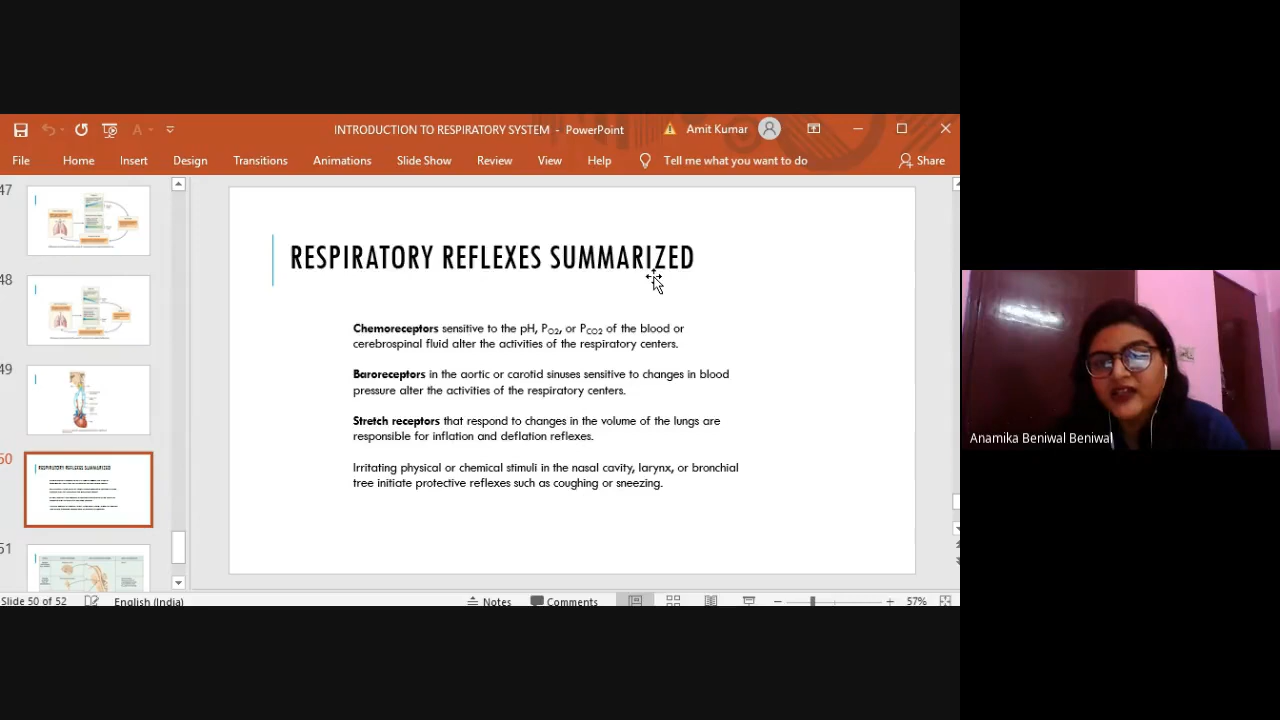 INTRODUCTION TO RESPIRATORY SYSTEM - PowerPoint
Amit Kumar
File Home Insert Design Transitions Animations Slide Show Review View Help Tell me what you want to do Share
47
48
49
50
RESPIRATORY REFLEXES SUMMARIZED
51
RESPIRATORY REFLEXES SUMMARIZED
Chemoreceptors sensitive to the pH, PO2, or PCO2 of the blood or
cerebrospinal fluid alter the activities of the respiratory centers.
Baroreceptors in the aortic or carotid sinuses sensitive to changes in blood
pressure alter the activities of the respiratory centers.
Stretch receptors that respond to changes in the volume of the lungs are
responsible for inflation and deflation reflexes.
Irritating physical or chemical stimuli in the nasal cavity, larynx, or bronchial
tree initiate protective reflexes such as coughing or sneezing.
Anamika Beniwal Beniwal
Slide 50 of 52 English (India) Notes Comments 57%